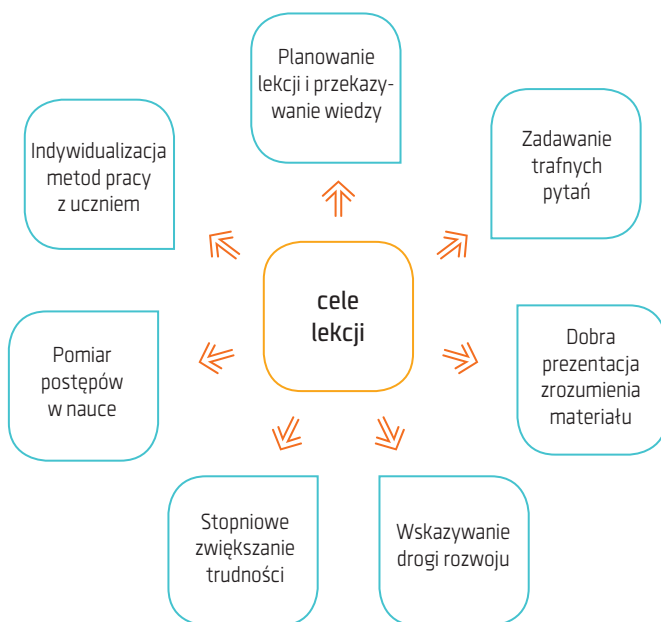 Planowanie
lekcji i przekazy-
wanie wiedzy
Zadawanie
trafnych
pytań
Indywidualizacja
metod pracy
z uczniem
cele
lekcji
Dobra
prezentacja
zrozumienia
materiału
Pomiar
postępów
w nauce
Stopniowe
zwiększanie
trudności
Wskazywanie
drogi rozwoju